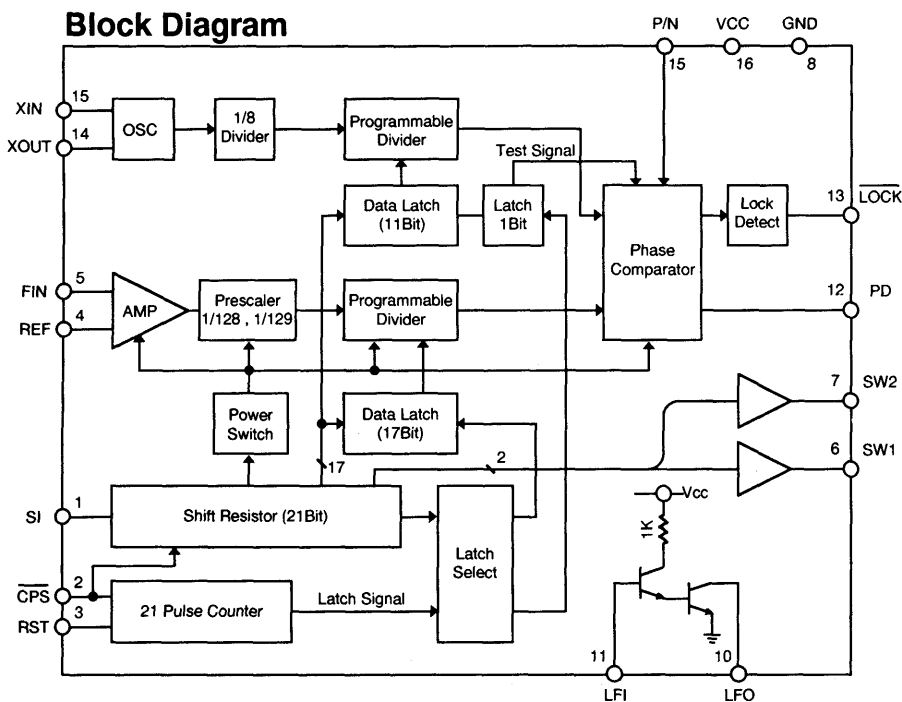 Block Diagram
P/N
VCC
GND
15
16
8
XIN
15
XOUT
14
OSC
1/8
Divider
Programmable
Divider
Test Signal
Data Latch
(11Bit)
Latch
1Bit
Phase
Comparator
Lock
Detect
13
LOCK
FIN
5
REF
4
AMP
Prescaler
1/128 , 1/129
Programmable
Divider
12
PD
Power
Switch
Data Latch
(17Bit)
7
SW2
17
2
6
SW1
SI
1
Shift Resistor (21Bit)
Vcc
1K
Latch
Select
CPS
2
RST
3
21 Pulse Counter
Latch Signal
11
10
LFI
LFO